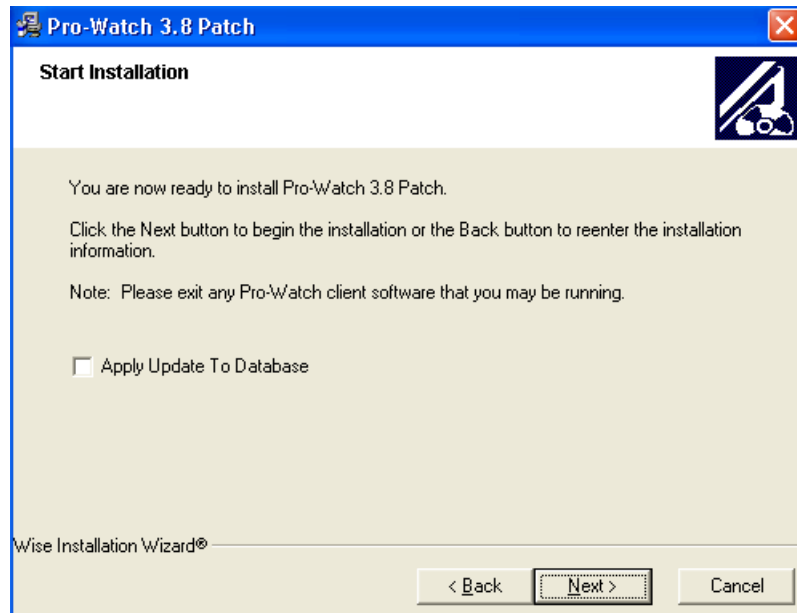 Pro-Watch 3.8 Patch
Start Installation
You are now ready to install Pro-Watch 3.8 Patch.
Click the Next button to begin the installation or the Back button to reenter the installation
information.
Note:  Please exit any Pro-Watch client software that you may be running.
Apply Update To Database
Wise Installation Wizard®
< Back
Next >
Cancel